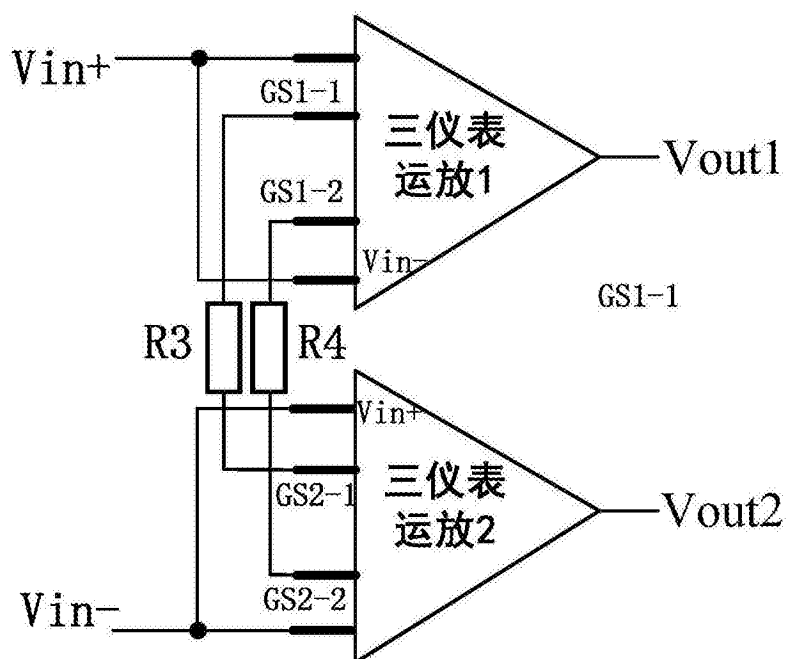 Vin+
GS1-1
三仪表
运放1
Vout1
GS1-2
Vin-
GS1-1
R3
R4
Vin+
三仪表
运放2
GS2-1
Vout2
GS2-2
Vin-